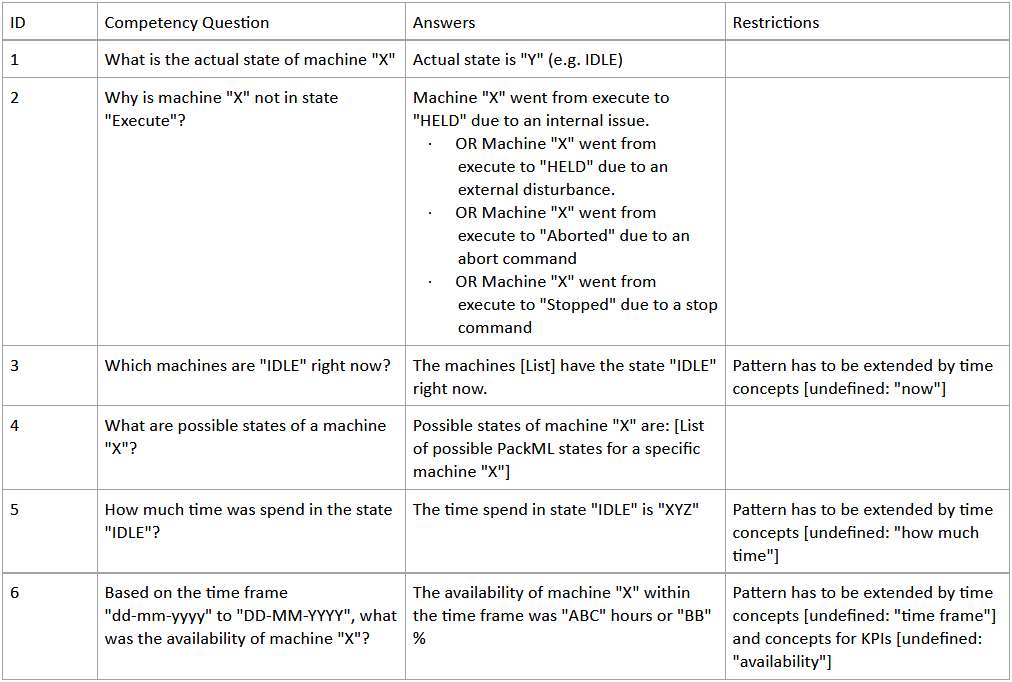 ID Competency Question Answers Restrictions
1 What is the actual state of machine "X" Actual state is "Y" (e.g. IDLE)
2 Why is machine "X" not in state
"Execute"?
Machine "X" went from execute to
"HELD" due to an internal issue.
· OR Machine "X" went from
execute to "HELD" due to an
external disturbance.
· OR Machine "X" went from
execute to "Aborted" due to an
abort command
· OR Machine "X" went from
execute to "Stopped" due to a stop
command
3 Which machines are "IDLE" right now?
The machines [List] have the state "IDLE"
right now.
Pattern has to be extended by time
concepts [undefined: "now"]
4 What are possible states of a machine
"X"?
Possible states of machine "X" are: [List
of possible PackML states for a specific
machine "X"]
5 How much time was spend in the state
"IDLE"?
The time spend in state "IDLE" is "XYZ"
Pattern has to be extended by time
concepts [undefined: "how much
time"]
6 Based on the time frame
"dd-mm-yyyy" to "DD-MM-YYYY", what
was the availability of machine "X"?
The availability of machine "X" within
the time frame was "ABC" hours or "BB"
%
Pattern has to be extended by time
concepts [undefined: "time frame"]
and concepts for KPIs [undefined:
"availability"]